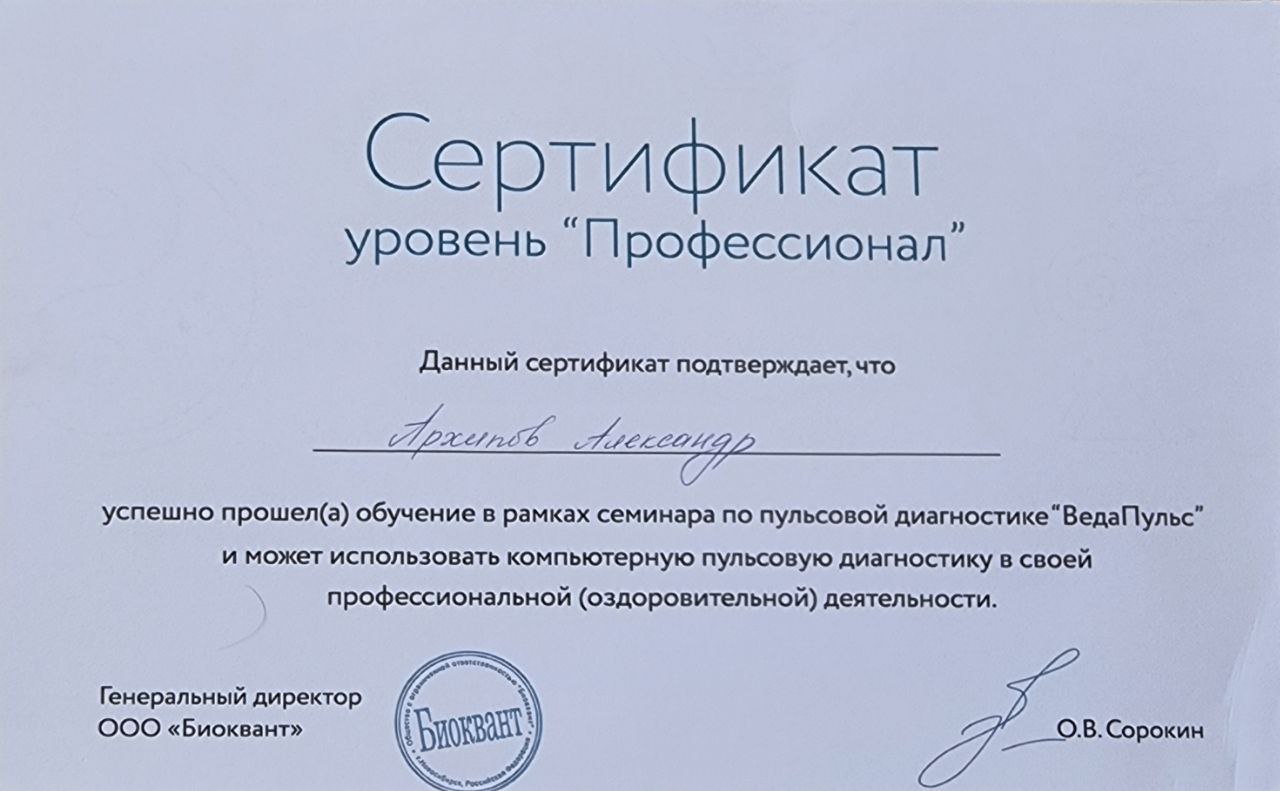 Сертификат
уровень “Профессионал”
Данный сертификат подтверждает, что
Архипов Александр
успешно прошел(а) обучение в рамках семинара по пульсовой диагностике “ВедаПульс”
и может использовать компьютерную пульсовую диагностику в своей
профессиональной (оздоровительной) деятельности.
Генеральный директор
ООО «Биоквант»
Общество с ограниченной ответственностью "Биоквант"
Биоквант
г. Новосибирск, Российская Федерация
О.В. Сорокин